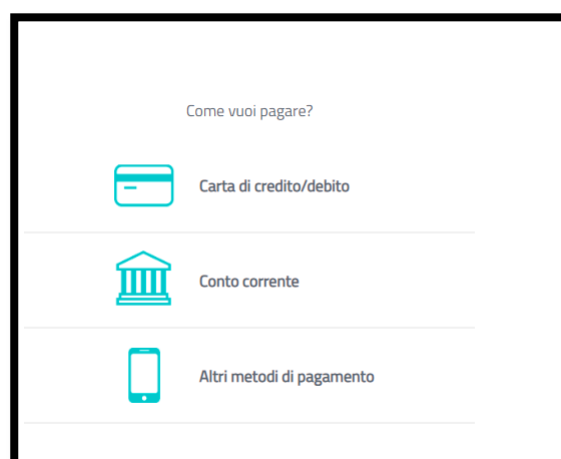 Come vuoi pagare?
Carta di credito/debito
Conto corrente
Altri metodi di pagamento